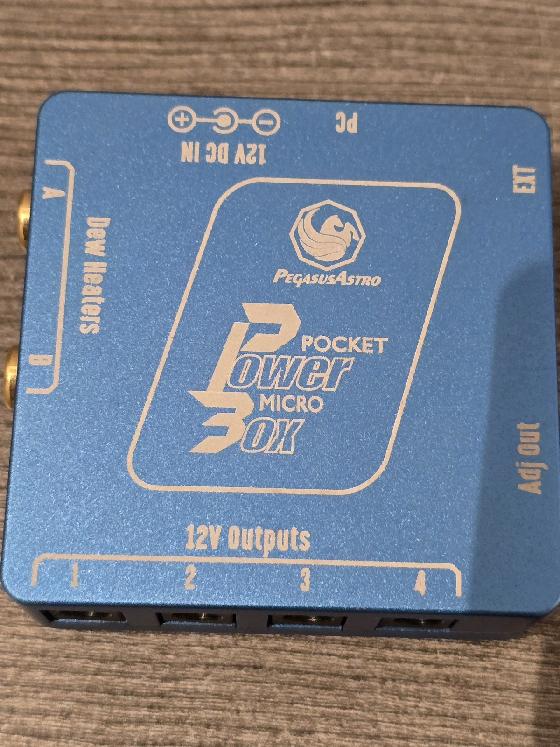 12V DC IN
PC
EXT
A
Dew Heaters
B
PEGASUSASTRO
POCKET
Power
MICRO
Box
Adj Out
12V Outputs
1 2 3 4